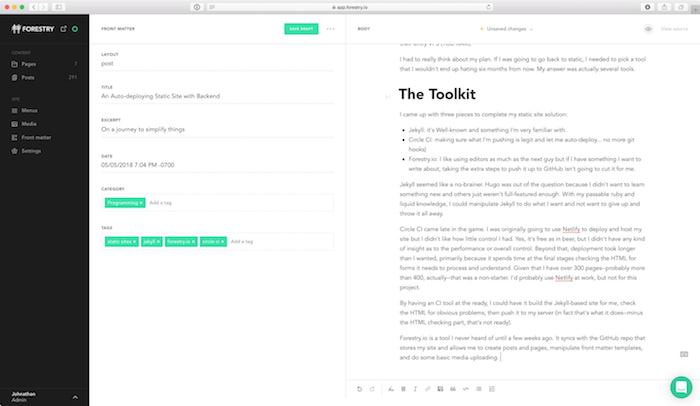 app.forestry.io
FORESTRY
CONTENT
Pages 7
Posts 291
SITE
Menus
Media
Front matter
Settings
Johnathan
Admin
FRONT MATTER
SAVE DRAFT
LAYOUT
post
TITLE
An Auto-deploying Static Site with Backend
EXCERPT
On a journey to simplify things
DATE
05/05/2018 7:04 PM -0700
CATEGORY
Programming × Add a tag
TAGS
static sites × jekyll × forestry.io × circle ci × Add a tag
BODY
Unsaved changes
View source
I had to really think about my plan. If I was going to go back to static, I needed to pick a tool
that I wouldn't end up hating six months from now. My answer was actually several tools.
The Toolkit
I came up with three pieces to complete my static site solution:
Jekyll: it's Well-known and something I'm very familiar with
Circle CI: making sure what I'm pushing is legit and let me auto-deploy... no more git
hooks)
Forestry.io: I like using editors as much as the next guy but if I have something I want to
write about, taking the extra steps to push it up to GitHub isn't going to cut it for me.
Jekyll seemed like a no-brainer. Hugo was out of the question because I didn't want to learn
something new and others just weren't full-featured enough. With my passable ruby and
liquid knowledge, I could manipulate Jekyll to do what I want and not want to give up and
throw it all away.
Circle CI came late in the game. I was originally going to use Netlify to deploy and host my
site but I didn't like how little control I had. Yes, it's free as in beer, but I didn't have any kind
of insight as to the performance or overall control. Beyond that, deployment took longer
than I wanted, primarily because it spends time at the final stages checking the HTML for
forms it needs to process and understand. Given that I have over 300 pages–probably more
than 400, actually–that was a non-starter. I'd probably use Netlify at work, but not for this
project.
By having an CI tool at the ready, I could have it build the Jekyll-based site for me, check
the HTML for obvious problems, then push it to my server (in fact that's what it does–minus
the HTML checking part, that's not ready).
Forestry.io is a tool I never heard of until a few weeks ago. It syncs with the GitHub repo that
stores my site and allows me to create posts and pages, manipulate front matter templates,
and do some basic media uploading.